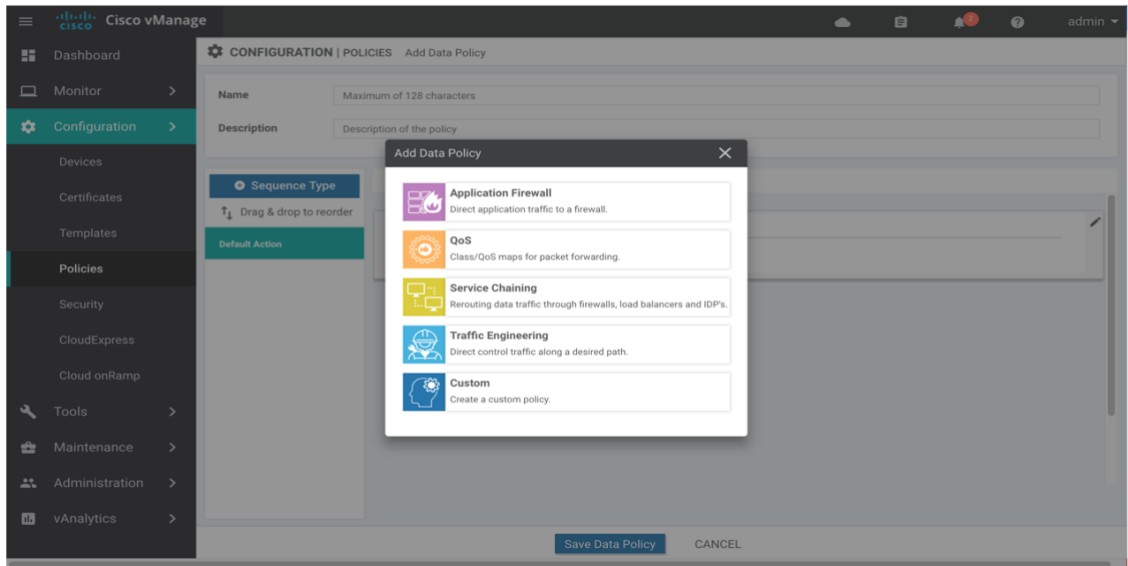 cisco Cisco vManage
2
admin
Dashboard
CONFIGURATION | POLICIES Add Data Policy
Monitor
Name
Maximum of 128 characters
Configuration
Description
Description of the policy
Devices
Certificates
Templates
Policies
Security
CloudExpress
Cloud onRamp
Tools
Maintenance
Administration
vAnalytics
Sequence Type
Drag & drop to reorder
Default Action
Add Data Policy
Application Firewall
Direct application traffic to a firewall.
QoS
Class/QoS maps for packet forwarding.
Service Chaining
Rerouting data traffic through firewalls, load balancers and IDP's.
Traffic Engineering
Direct control traffic along a desired path.
Custom
Create a custom policy.
Save Data Policy
CANCEL